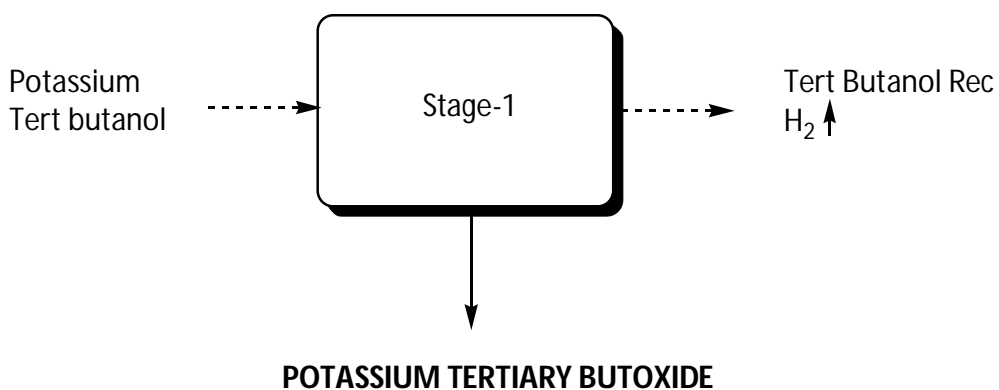 Potassium
Tert butanol
Stage-1
Tert Butanol Rec
H₂
POTASSIUM TERTIARY BUTOXIDE